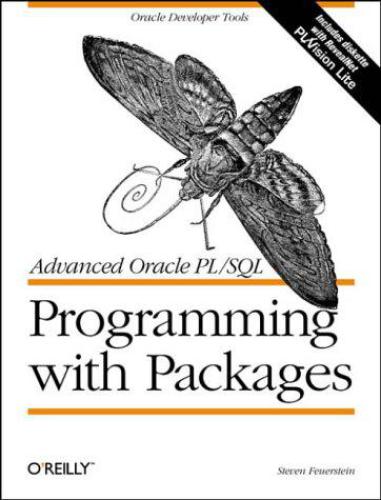 Oracle Developer Tools
Includes diskette
with RevealNet
PL/Vision Lite
Advanced Oracle PL/SQL
Programming
with Packages
O'REILLY™
Steven Feuerstein